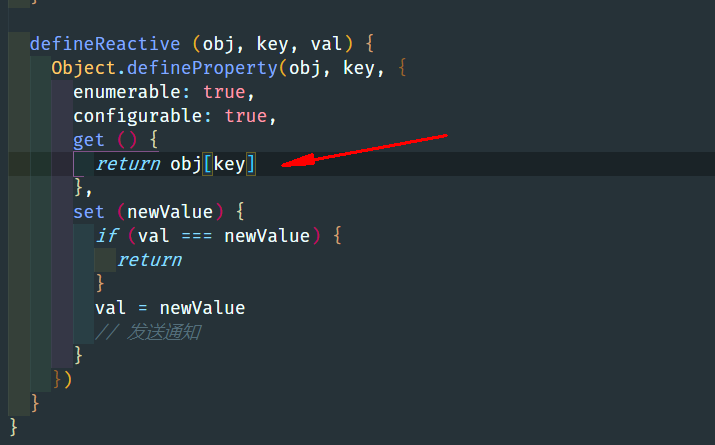 }
defineReactive (obj, key, val) {
Object.defineProperty(obj, key, {
enumerable: true,
configurable: true,
get () {
return obj[key]
},
set (newValue) {
if (val === newValue) {
return
}
val = newValue
// 发送通知
}
})
}
}